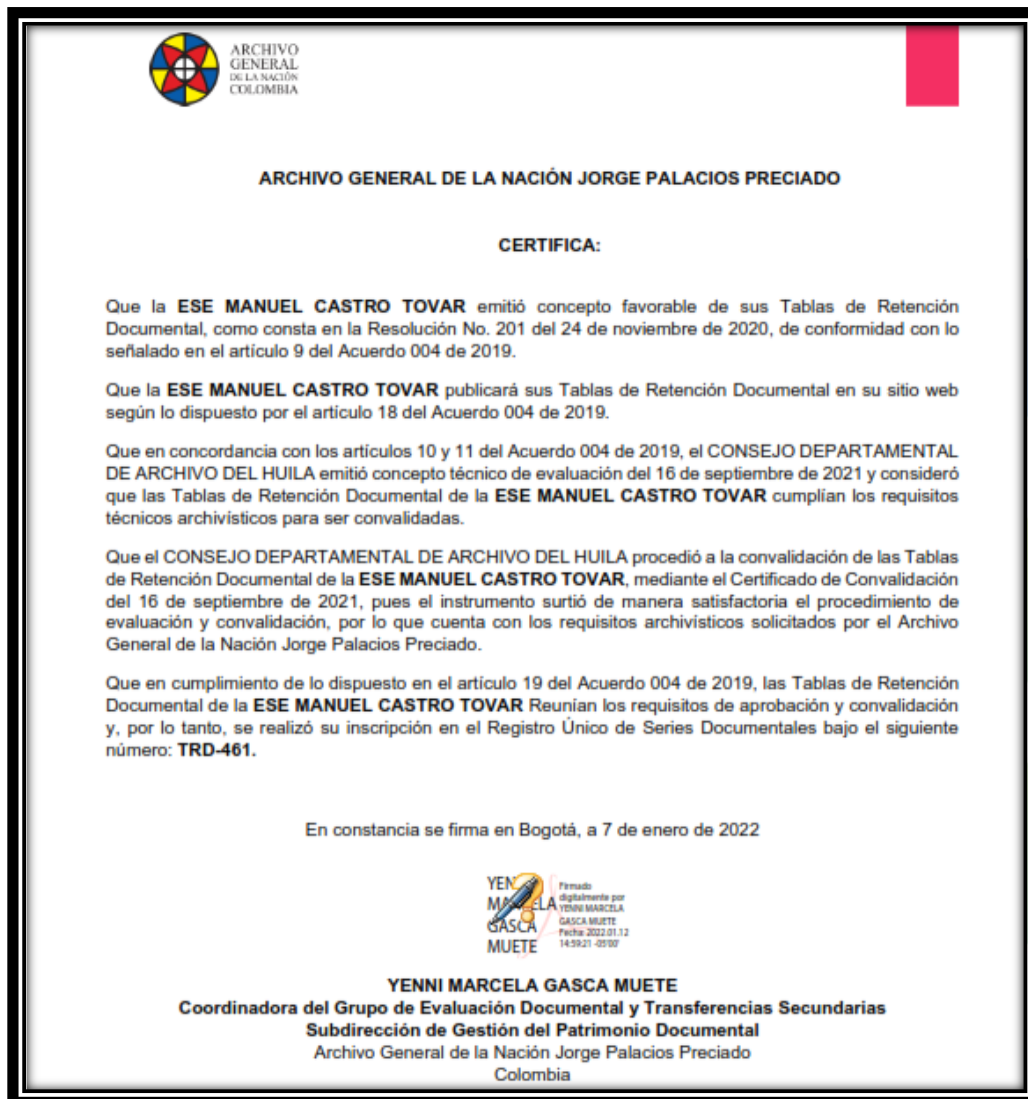 ARCHIVO
GENERAL
DE LA NACIÓN
COLOMBIA
ARCHIVO GENERAL DE LA NACIÓN JORGE PALACIOS PRECIADO
CERTIFICA:
Que la ESE MANUEL CASTRO TOVAR emitió concepto favorable de sus Tablas de Retención
Documental, como consta en la Resolución No. 201 del 24 de noviembre de 2020, de conformidad con lo
señalado en el artículo 9 del Acuerdo 004 de 2019.
Que la ESE MANUEL CASTRO TOVAR publicará sus Tablas de Retención Documental en su sitio web
según lo dispuesto por el artículo 18 del Acuerdo 004 de 2019.
Que en concordancia con los artículos 10 y 11 del Acuerdo 004 de 2019, el CONSEJO DEPARTAMENTAL
DE ARCHIVO DEL HUILA emitió concepto técnico de evaluación del 16 de septiembre de 2021 y consideró
que las Tablas de Retención Documental de la ESE MANUEL CASTRO TOVAR cumplían los requisitos
técnicos archivísticos para ser convalidadas.
Que el CONSEJO DEPARTAMENTAL DE ARCHIVO DEL HUILA procedió a la convalidación de las Tablas
de Retención Documental de la ESE MANUEL CASTRO TOVAR, mediante el Certificado de Convalidación
del 16 de septiembre de 2021, pues el instrumento surtió de manera satisfactoria el procedimiento de
evaluación y convalidación, por lo que cuenta con los requisitos archivísticos solicitados por el Archivo
General de la Nación Jorge Palacios Preciado.
Que en cumplimiento de lo dispuesto en el artículo 19 del Acuerdo 004 de 2019, las Tablas de Retención
Documental de la ESE MANUEL CASTRO TOVAR Reunían los requisitos de aprobación y convalidación
y, por lo tanto, se realizó su inscripción en el Registro Único de Series Documentales bajo el siguiente
número: TRD-461.
En constancia se firma en Bogotá, a 7 de enero de 2022
GASCA
MUETE
Firmado
digitalmente por
YENNI MARCELA
GASCA MUETE
Fecha: 2022.01.12
14:59:21 -05'00'
YENNI MARCELA GASCA MUETE
Coordinadora del Grupo de Evaluación Documental y Transferencias Secundarias
Subdirección de Gestión del Patrimonio Documental
Archivo General de la Nación Jorge Palacios Preciado
Colombia